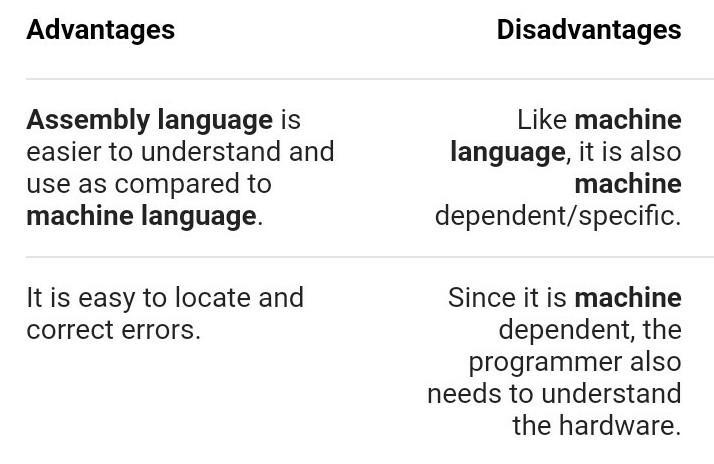 Advantages
Disadvantages
Assembly language is
easier to understand and
use as compared to
machine language.
Like machine
language, it is also
machine
dependent/specific.
It is easy to locate and
correct errors.
Since it is machine
dependent, the
programmer also
needs to understand
the hardware.